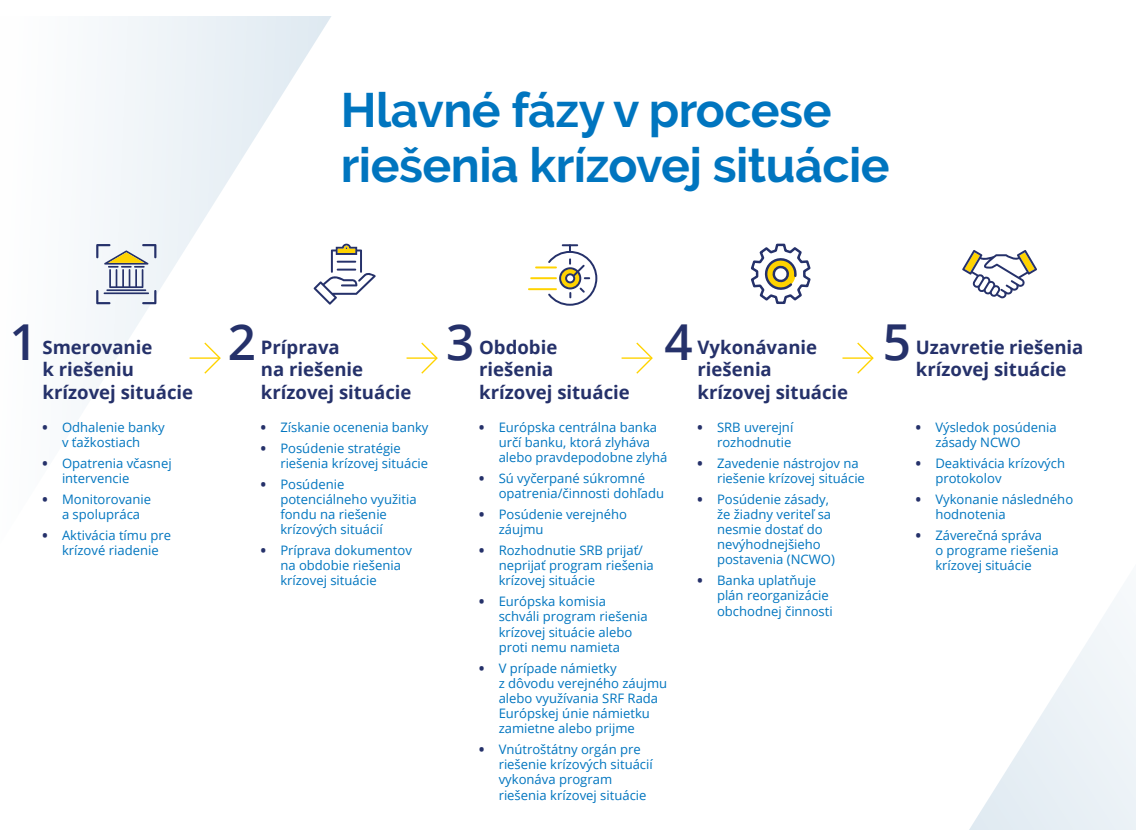 Hlavné fázy v procese
riešenia krízovej situácie
1 Smerovanie
k riešeniu
krízovej situácie
• Odhalenie banky
v ťažkostiach
• Opatrenia včasnej
intervencie
• Monitorovanie
a spolupráca
• Aktivácia tímu pre
krízové riadenie
2 Príprava
na riešenie
krízovej situácie
• Získanie ocenenia banky
• Posúdenie stratégie
riešenia krízovej situácie
• Posúdenie
potenciálneho využitia
fondu na riešenie
krízových situácií
• Príprava dokumentov
na obdobie riešenia
krízovej situácie
3 Obdobie
riešenia
krízovej situácie
• Európska centrálna banka
určí banku, ktorá zlyháva
alebo pravdepodobne zlyhá
• Sú vyčerpané súkromné
opatrenia/činnosti dohľadu
• Posúdenie verejného
záujmu
• Rozhodnutie SRB prijať/
neprijať program riešenia
krízovej situácie
• Európska komisia
schváli program riešenia
krízovej situácie alebo
proti nemu namieta
• V prípade námietky
z dôvodu verejného záujmu
alebo využívania SRF Rada
Európskej únie námietku
zamietne alebo prijme
• Vnútroštátny orgán pre
riešenie krízových situácií
vykonáva program
riešenia krízovej situácie
4 Vykonávanie
riešenia
krízovej situácie
• SRB uverejní
rozhodnutie
• Zavedenie nástrojov na
riešenie krízovej situácie
• Posúdenie zásady,
že žiadny veriteľ sa
nesmie dostať do
nevýhodnejšieho
postavenia (NCWO)
• Banka uplatňuje
plán reorganizácie
obchodnej činnosti
5 Uzavretie riešenia
krízovej situácie
• Výsledok posúdenia
zásady NCWO
• Deaktivácia krízových
protokolov
• Vykonanie následného
hodnotenia
• Záverečná správa
o programe riešenia
krízovej situácie